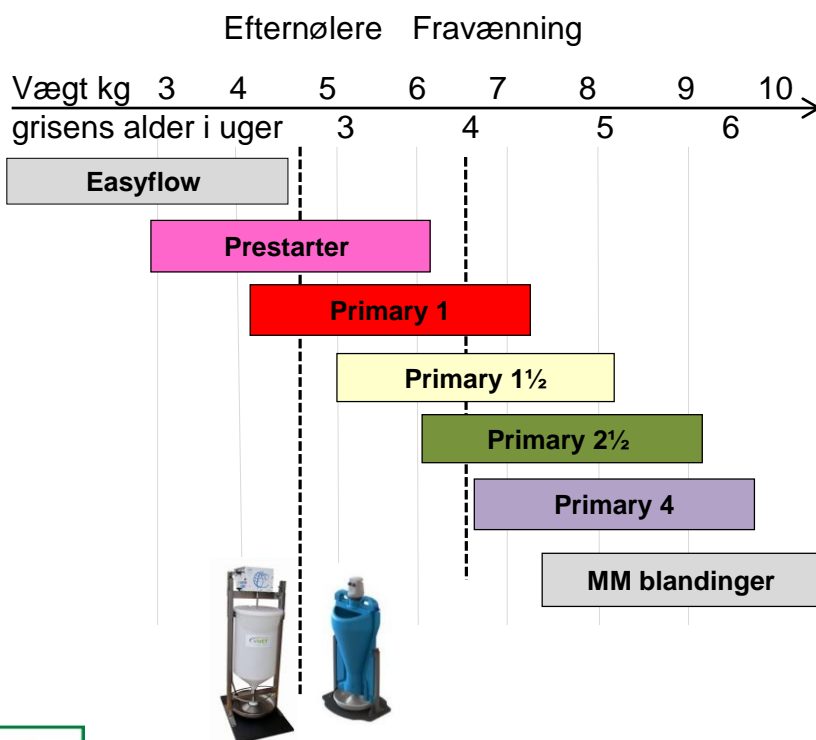 Efternølere Fravænning
Vægt kg 3 4 5 6 7 8 9 10
grisens alder i uger 3 4 5 6
Easyflow
Prestarter
Primary 1
Primary 1½
Primary 2½
Primary 4
MM blandinger